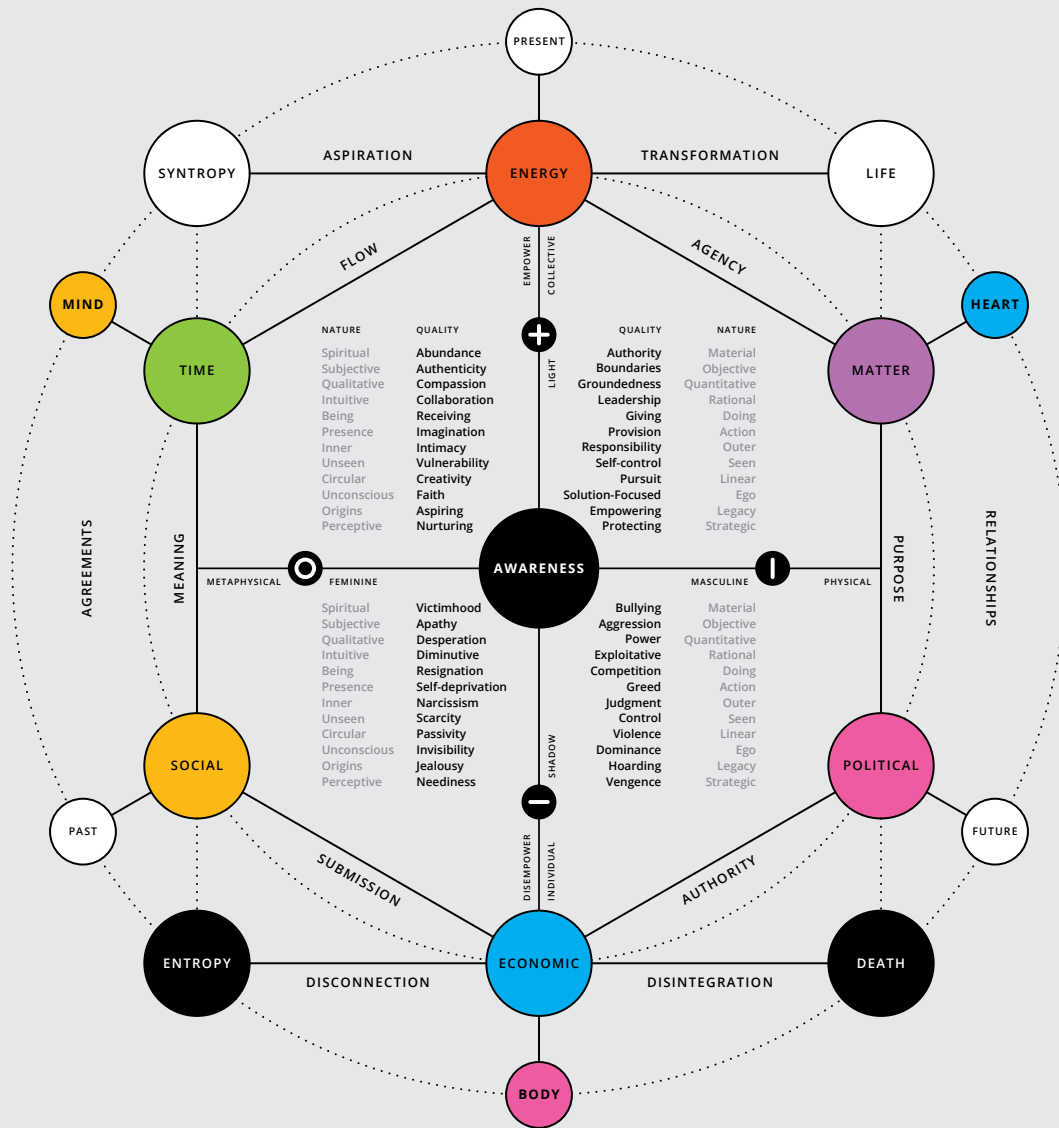 PRESENT
SYNTROPY
ASPIRATION
ENERGY
TRANSFORMATION
LIFE
FLOW
AGENCY
EMPOWER
COLLECTIVE
MIND
HEART
TIME
MATTER
LIGHT
NATURE QUALITY
Spiritual Abundance
Subjective Authenticity
Qualitative Compassion
Intuitive Collaboration
Being Receiving
Presence Imagination
Inner Intimacy
Unseen Vulnerability
Circular Creativity
Unconscious Faith
Origins Aspiring
Perceptive Nurturing
QUALITY NATURE
Authority Material
Boundaries Objective
Groundedness Quantitative
Leadership Rational
Giving Doing
Provision Action
Responsibility Outer
Self-control Seen
Pursuit Linear
Solution-Focused Ego
Empowering Legacy
Protecting Strategic
AGREEMENTS
MEANING
METAPHYSICAL
FEMININE
AWARENESS
MASCULINE
PHYSICAL
PURPOSE
RELATIONSHIPS
Spiritual Victimhood
Subjective Apathy
Qualitative Desperation
Intuitive Diminutive
Being Resignation
Presence Self-deprivation
Inner Narcissism
Unseen Scarcity
Circular Passivity
Unconscious Invisibility
Origins Jealousy
Perceptive Neediness
Bullying Material
Aggression Objective
Power Quantitative
Exploitative Rational
Competition Doing
Greed Action
Judgment Outer
Control Seen
Violence Linear
Dominance Ego
Hoarding Legacy
Vengence Strategic
SHADOW
SOCIAL
POLITICAL
PAST
FUTURE
DISEMPOWER
INDIVIDUAL
SUBMISSION
AUTHORITY
ENTROPY
DISCONNECTION
ECONOMIC
DISINTEGRATION
DEATH
BODY